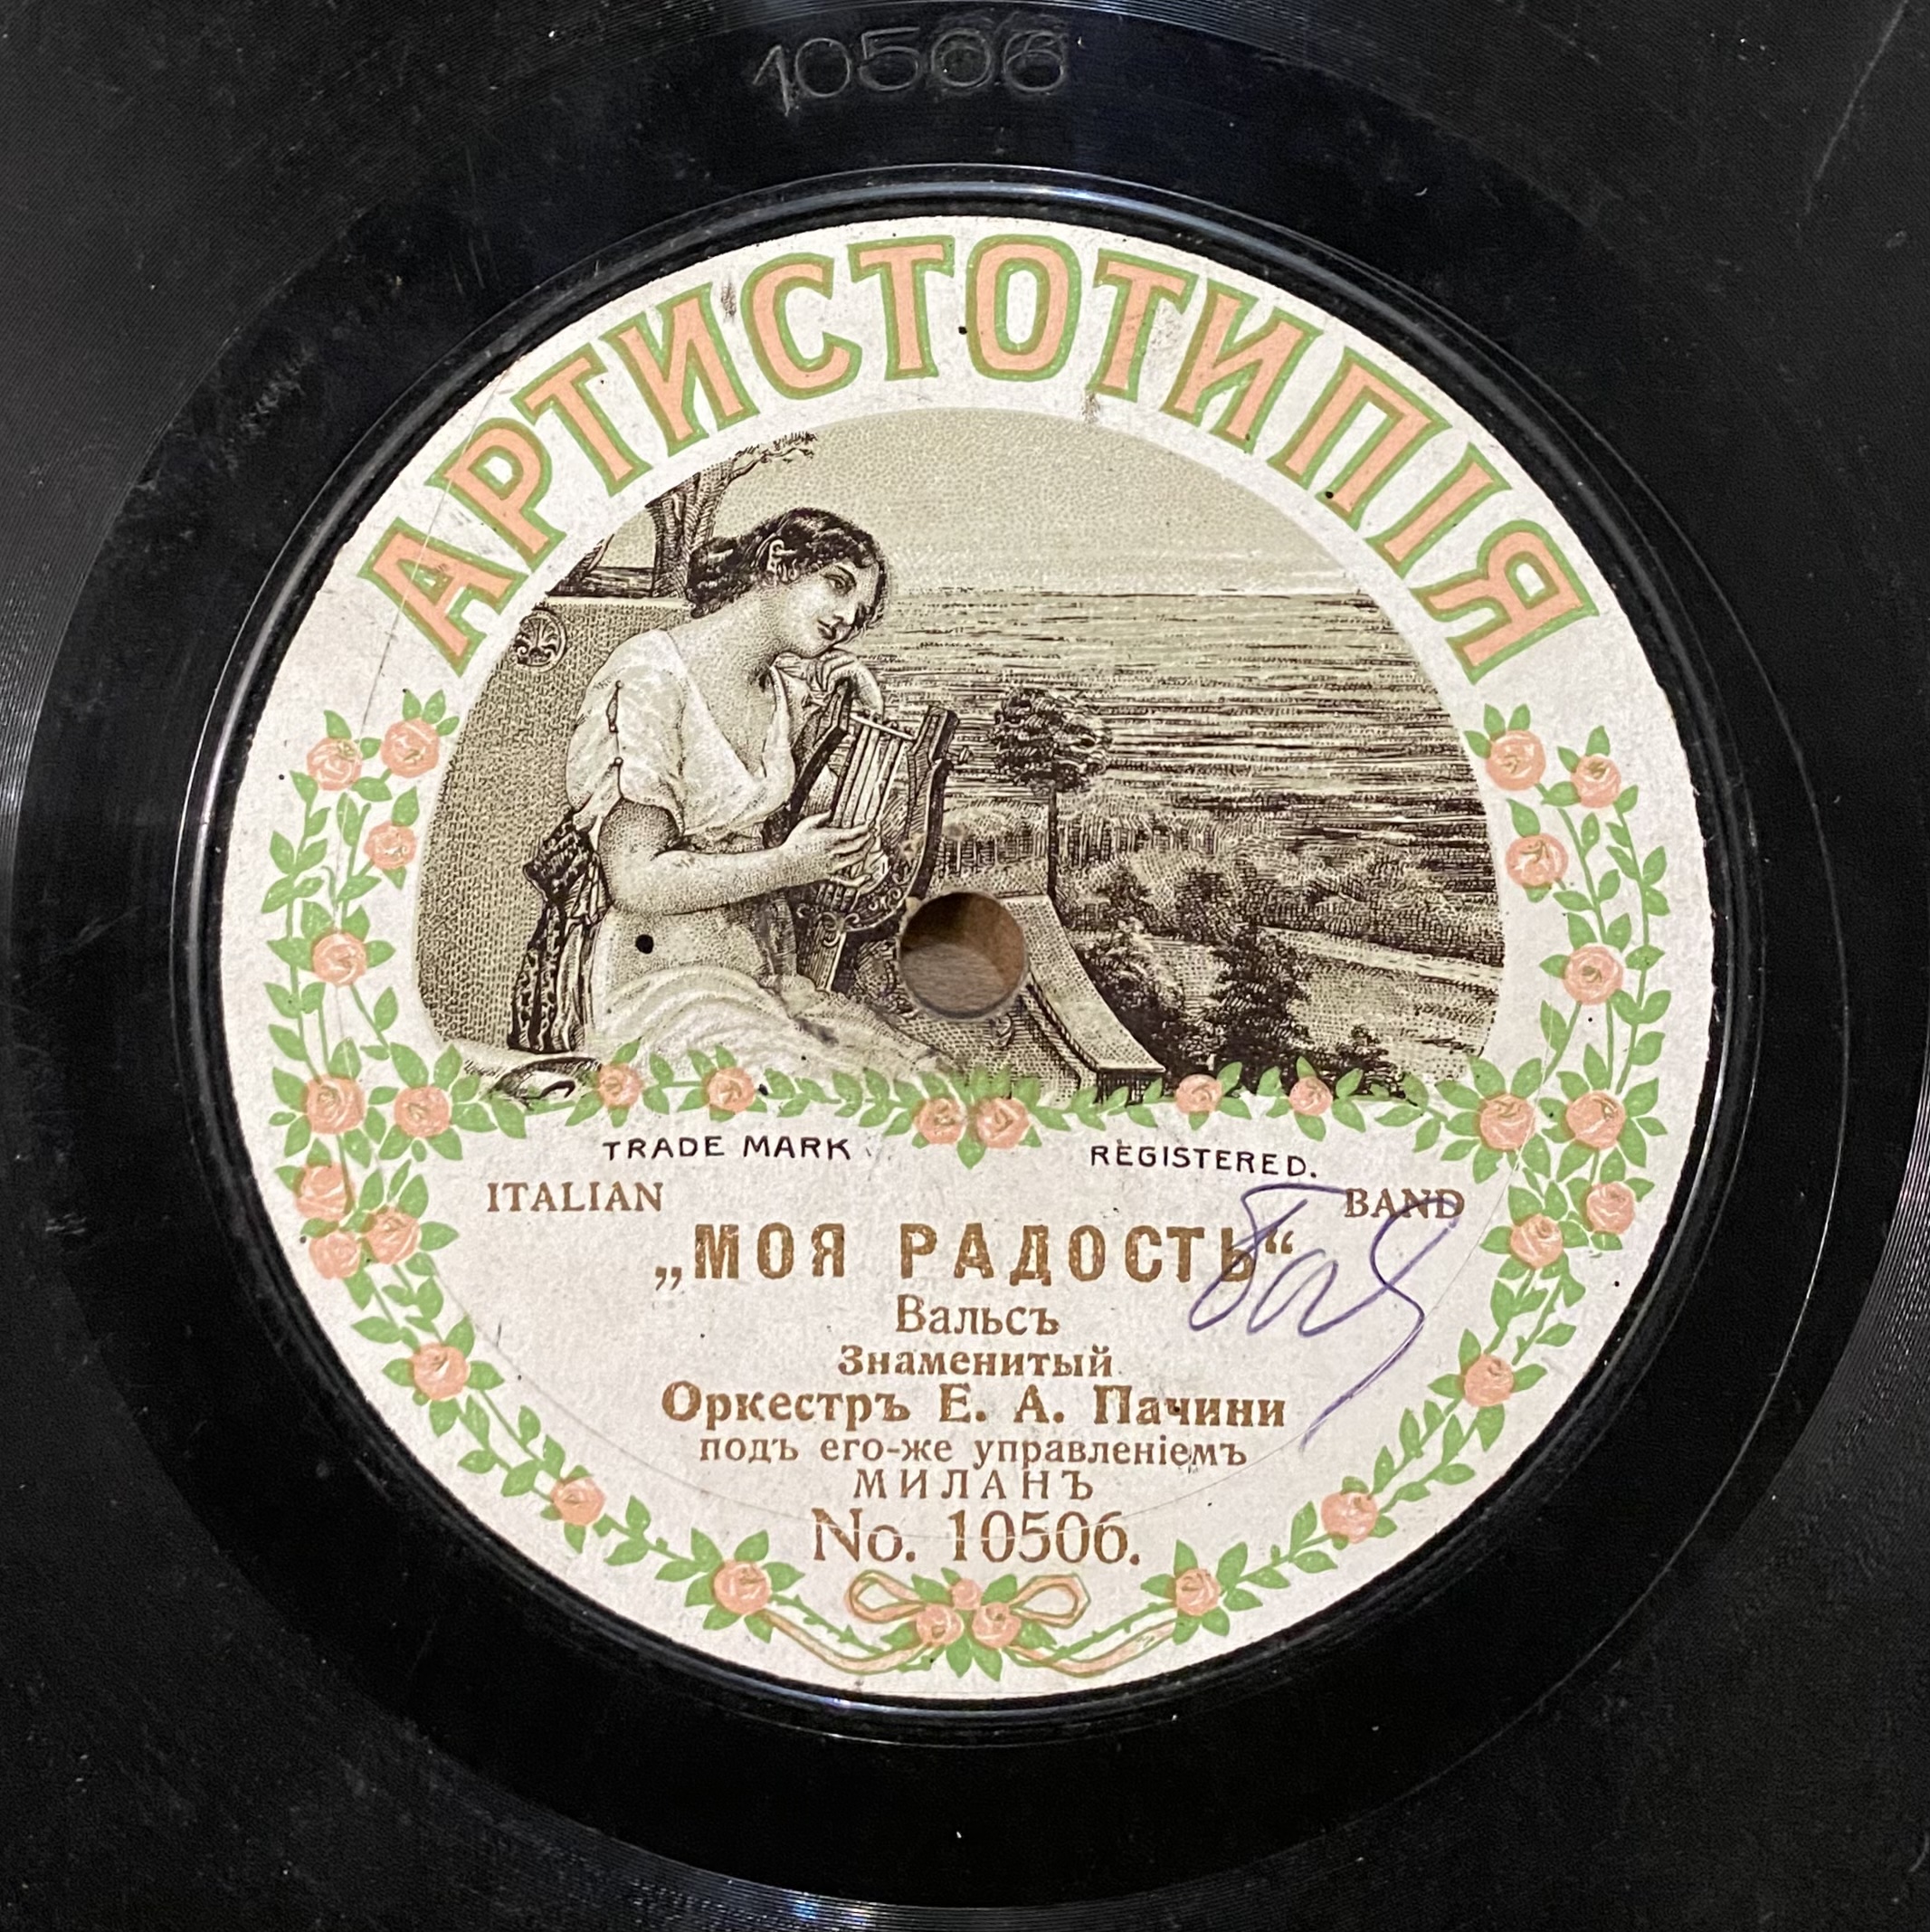 10506
АРТИСТОТИПІЯ
TRADE MARK REGISTERED.
ITALIAN BAND
„МОЯ РАДОСТЬ“
Вальсъ
Знаменитый
Оркестръ Е. А. Пачини
подъ его-же управленіемъ
МИЛАНЪ
No. 10506.